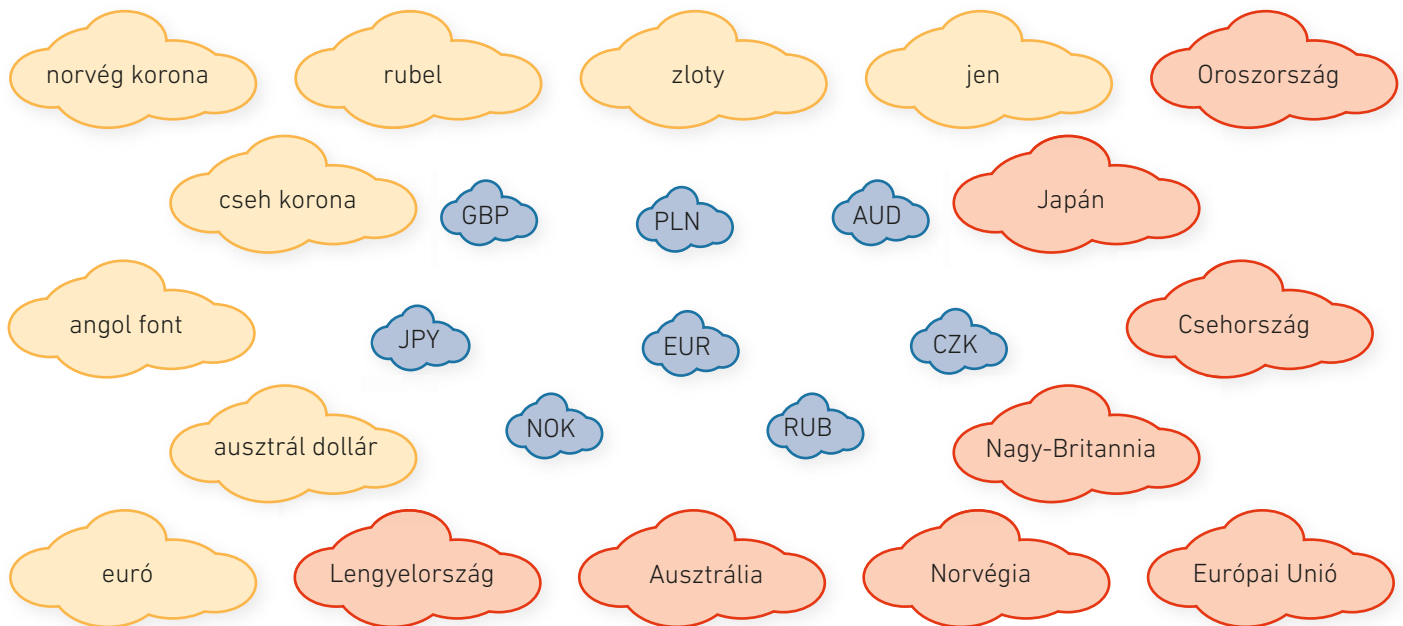 norvég korona
rubel
zloty
jen
Oroszország
cseh korona
GBP
PLN
AUD
Japán
angol font
JPY
EUR
CZK
Csehország
ausztrál dollár
NOK
RUB
Nagy-Britannia
euró
Lengyelország
Ausztrália
Norvégia
Európai Unió